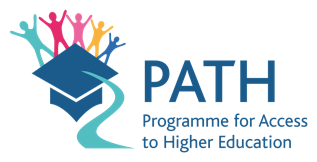 PATH
Programme for Access
to Higher Education